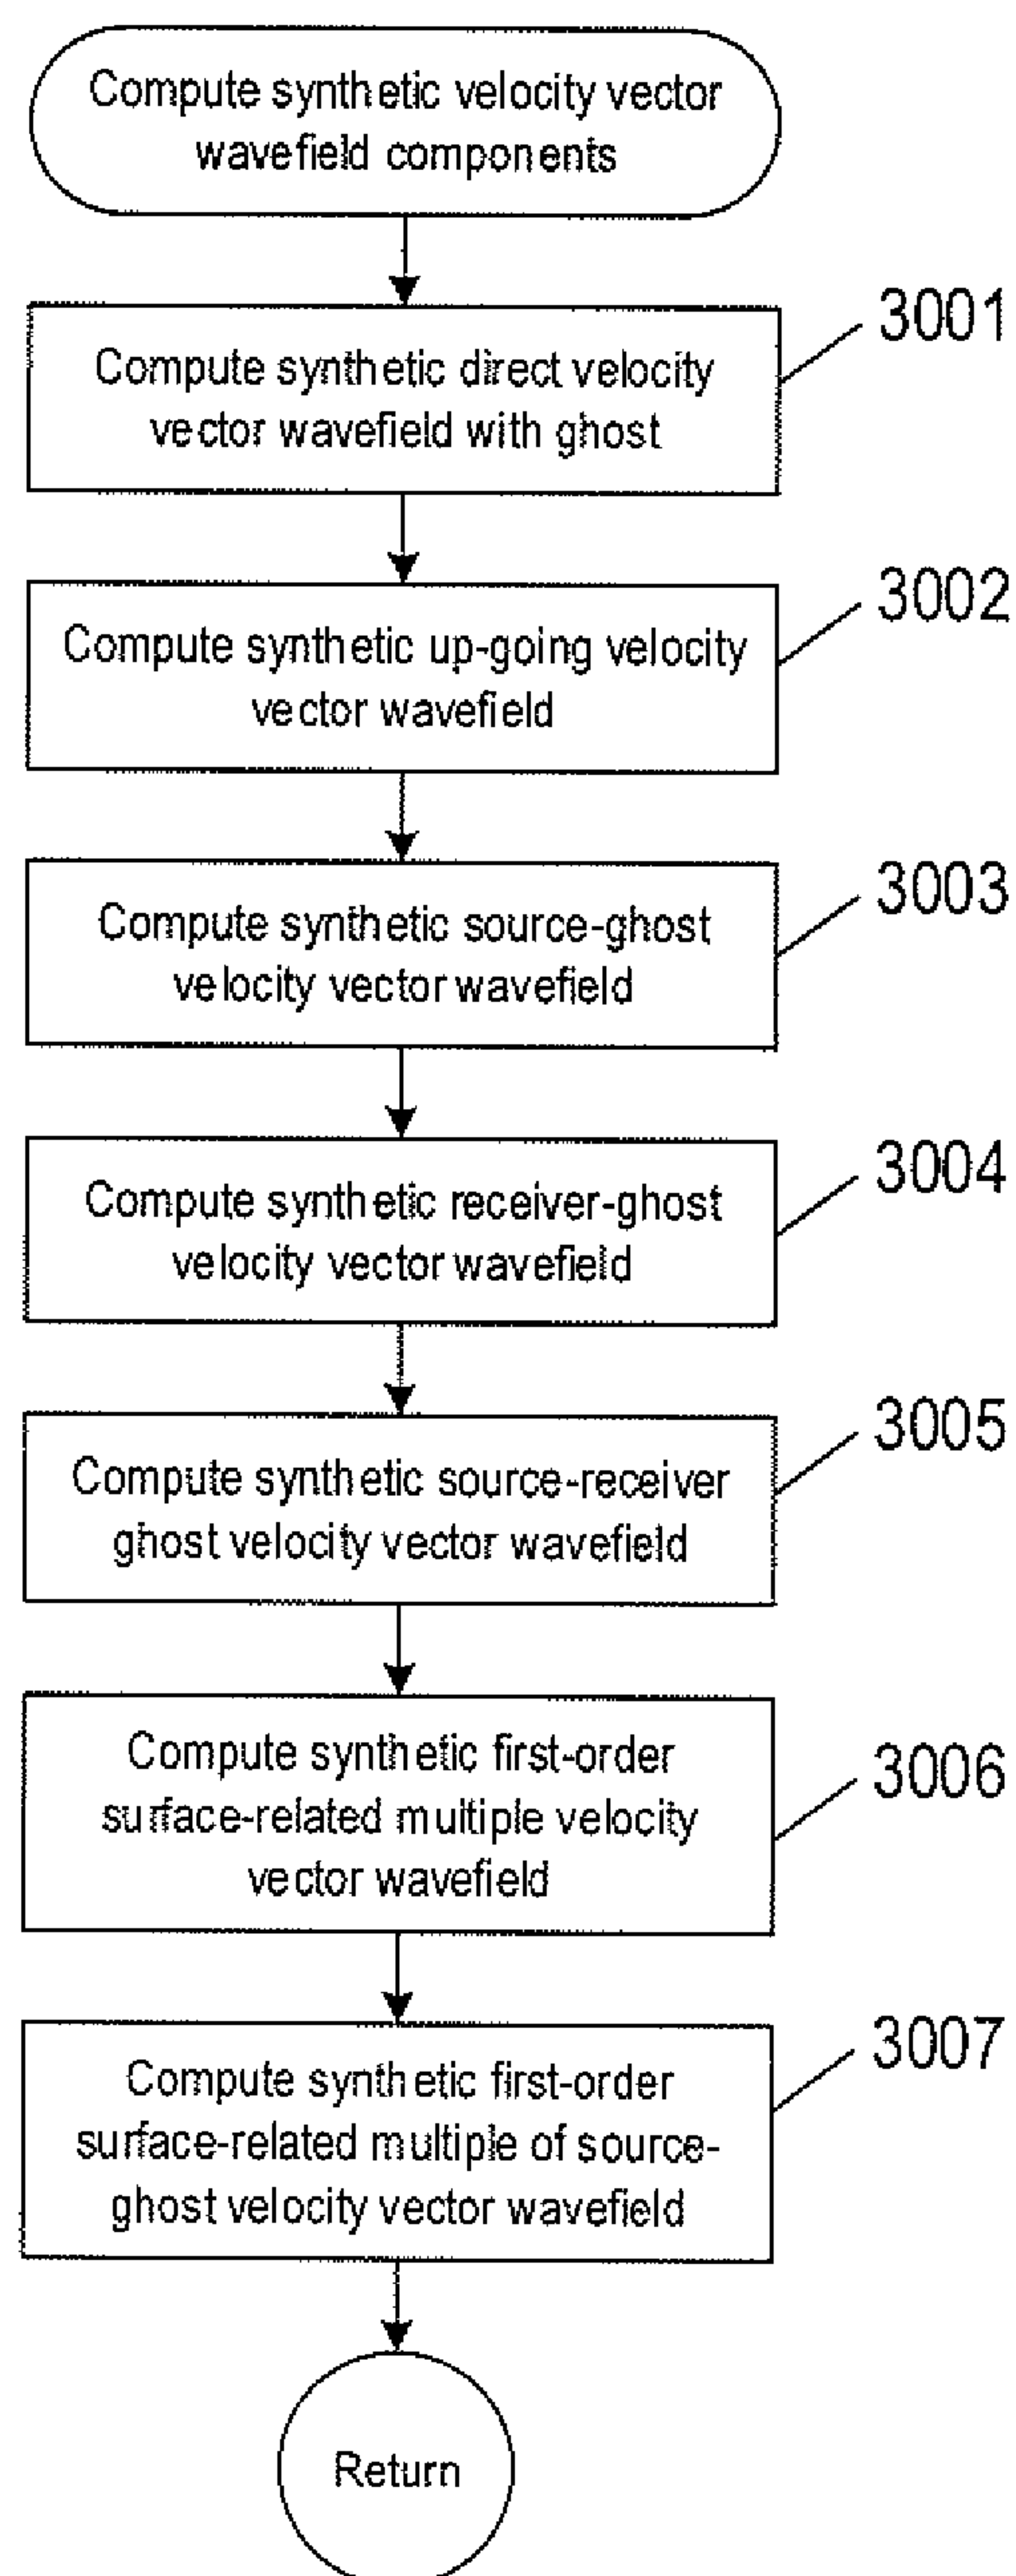 Compute synthetic velocity vector
wavefield components
3001
Compute synthetic direct velocity
vector wavefield with ghost
3002
Compute synthetic up-going velocity
vector wavefield
3003
Compute synthetic source-ghost
velocity vector wavefield
3004
Compute synthetic receiver-ghost
velocity vector wavefield
3005
Compute synthetic source-receiver
ghost velocity vector wavefield
3006
Compute synthetic first-order
surface-related multiple velocity
vector wavefield
3007
Compute synthetic first-order
surface-related multiple of source-
ghost velocity vector wavefield
Return